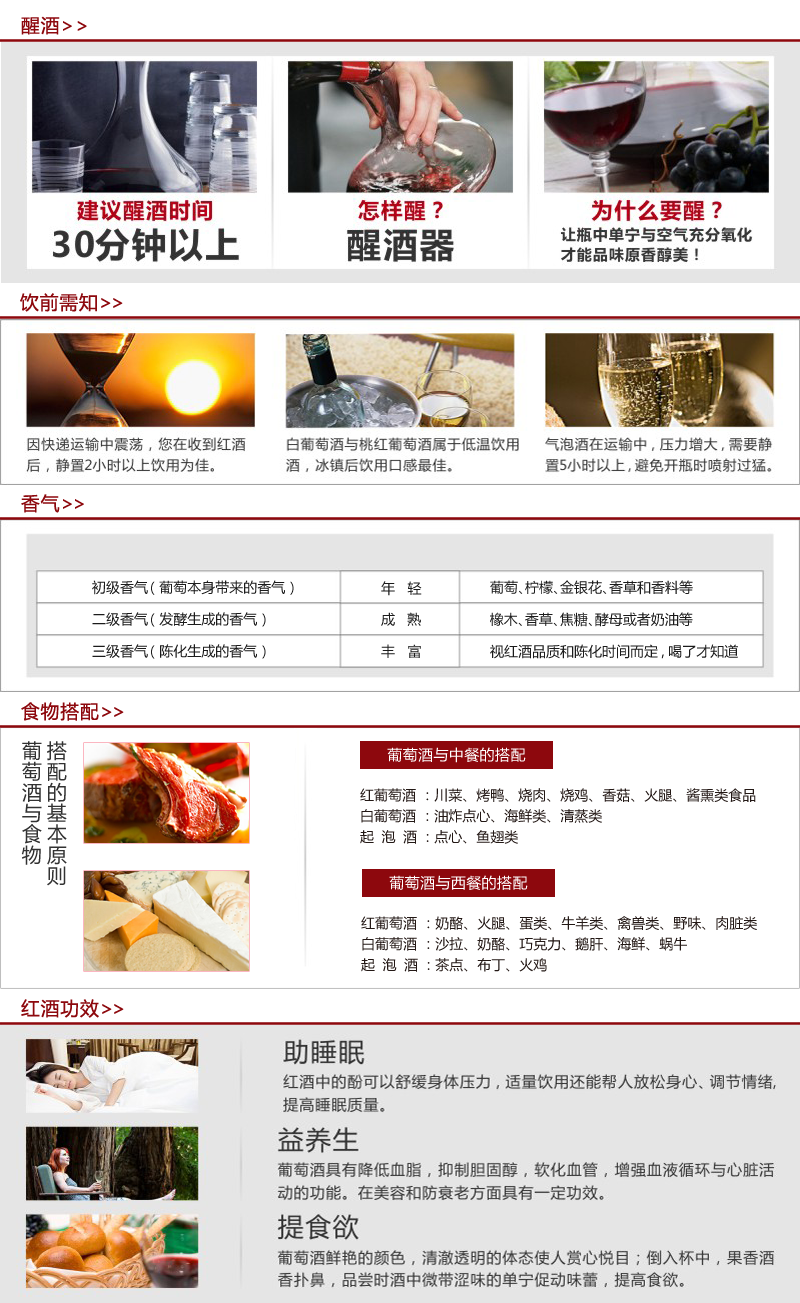 醒酒>>
建议醒酒时间
30分钟以上
怎样醒？
醒酒器
为什么要醒？
让瓶中单宁与空气充分氧化
才能品味原香醇美！
饮前需知>>
因快递运输中震荡，您在收到红酒
后，静置2小时以上饮用为佳。
白葡萄酒与桃红葡萄酒属于低温饮用
酒，冰镇后饮用口感最佳。
气泡酒在运输中，压力增大，需要静
置5小时以上，避免开瓶时喷射过猛。
香气>>
初级香气（葡萄本身带来的香气） 年 轻 葡萄、柠檬、金银花、香草和香料等
二级香气（发酵生成的香气） 成 熟 橡木、香草、焦糖、酵母或者奶油等
三级香气（陈化生成的香气） 丰 富 视红酒品质和陈化时间而定，喝了才知道
食物搭配>>
葡萄酒与食物
搭配的基本原则
葡萄酒与中餐的搭配
红葡萄酒 ：川菜、烤鸭、烧肉、烧鸡、香菇、火腿、酱熏类食品
白葡萄酒 ：油炸点心、海鲜类、清蒸类
起 泡 酒 ：点心、鱼翅类
葡萄酒与西餐的搭配
红葡萄酒 ：奶酪、火腿、蛋类、牛羊类、禽兽类、野味、肉脏类
白葡萄酒 ：沙拉、奶酪、巧克力、鹅肝、海鲜、蜗牛
起 泡 酒 ：茶点、布丁、火鸡
红酒功效>>
助睡眠
红酒中的酚可以舒缓身体压力，适量饮用还能帮人放松身心、调节情绪,
提高睡眠质量。
益养生
葡萄酒具有降低血脂，抑制胆固醇，软化血管，增强血液循环与心脏活
动的功能。在美容和防衰老方面具有一定功效。
提食欲
葡萄酒鲜艳的颜色，清澈透明的体态使人赏心悦目；倒入杯中，果香酒
香扑鼻，品尝时酒中微带涩味的单宁促动味蕾，提高食欲。